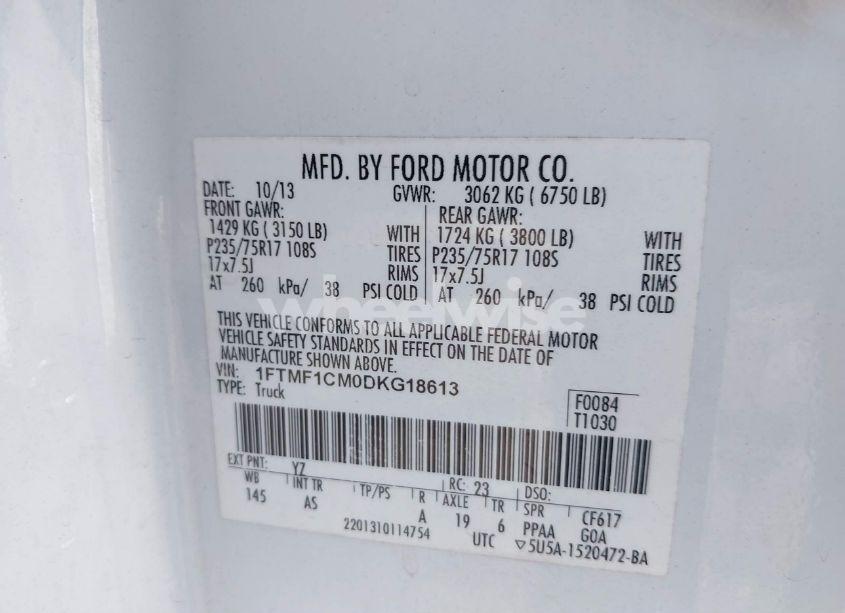 MFD. BY FORD MOTOR CO.
DATE: 10/13 GVWR: 3062 KG ( 6750 LB)
FRONT GAWR: REAR GAWR:
1429 KG ( 3150 LB) WITH 1724 KG ( 3800 LB) WITH
P235/75R17 108S TIRES P235/75R17 108S TIRES
17x7.5J RIMS 17x7.5J RIMS
AT 260 kPa/ 38 PSI COLD AT 260 kPa/ 38 PSI COLD
wheelwise
THIS VEHICLE CONFORMS TO ALL APPLICABLE FEDERAL MOTOR
VEHICLE SAFETY STANDARDS IN EFFECT ON THE DATE OF
MANUFACTURE SHOWN ABOVE.
VIN: 1FTMF1CM0DKG18613
TYPE: Truck
F0084
T1030
EXT PNT: YZ RC: 23 DSO:
WB INT TR TP/PS R AXLE TR SPR CF617
145 AS A 19 6 PPAA GOA
2201310114754 UTC ▽5U5A-1520472-BA